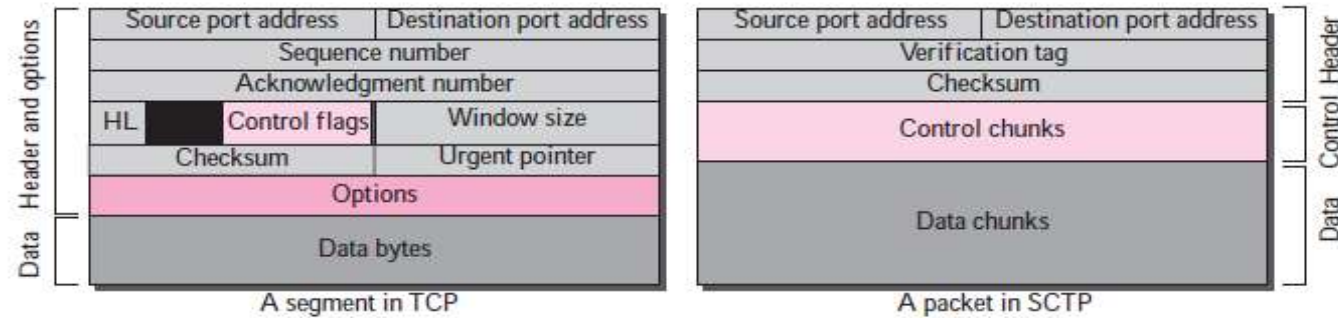 Header and options
Data
Source port address
Destination port address
Sequence number
Acknowledgment number
HL
Control flags
Window size
Checksum
Urgent pointer
Options
Data bytes
A segment in TCP
Source port address
Destination port address
Verification tag
Checksum
Control chunks
Data chunks
A packet in SCTP
Header
Control
Data